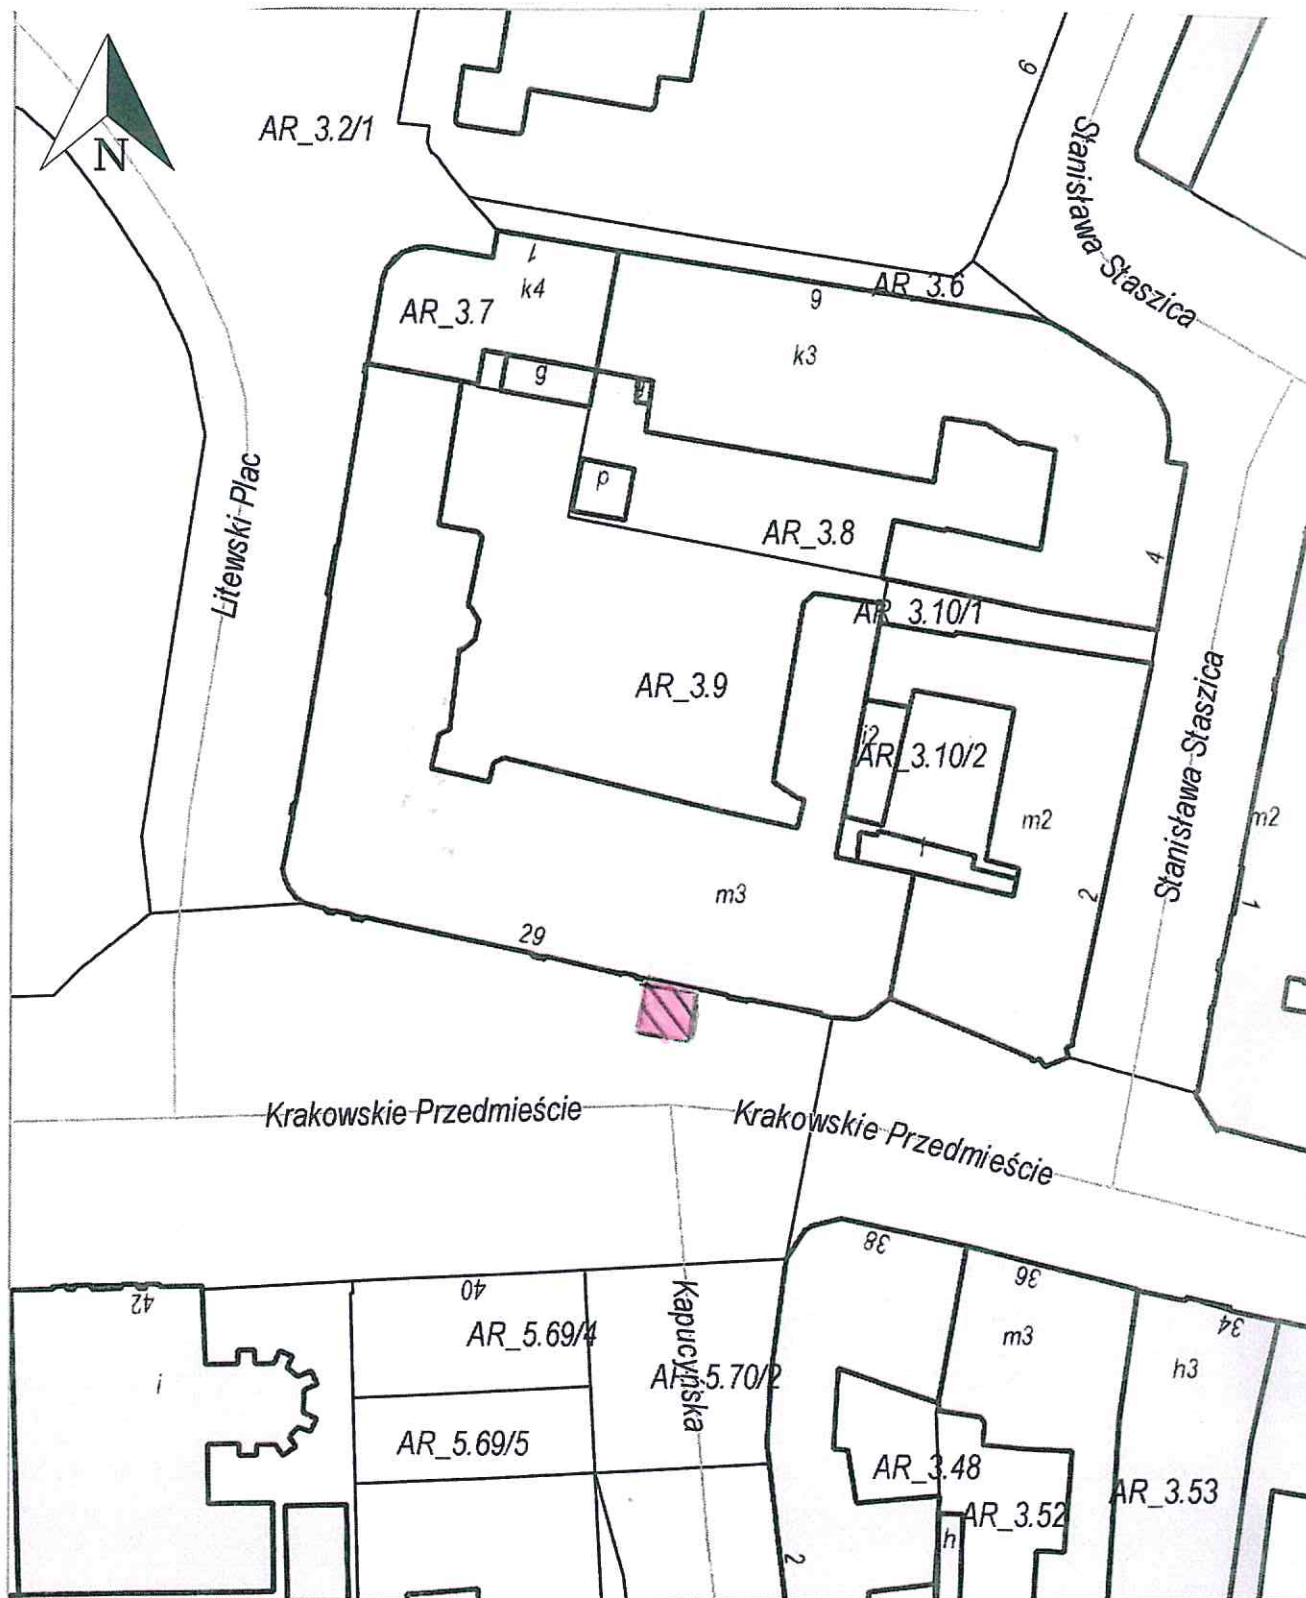 N
AR_3.2/1
9
Stanisława Staszica
1
k4
AR_3.6
9
AR_3.7
k3
g
p
AR_3.8
4
Litewski Plac
AR_3.10/1
AR_3.9
i2
AR_3.10/2
m2
m2
Stanisława Staszica
i
2
1
m3
29
Krakowskie Przedmieście
Krakowskie Przedmieście
38
36
34
42
40
Kapucyńska
AR_5.69/4
m3
h3
i
AR_5.70/2
AR_5.69/5
AR_3.48
AR_3.53
AR_3.52
h
2